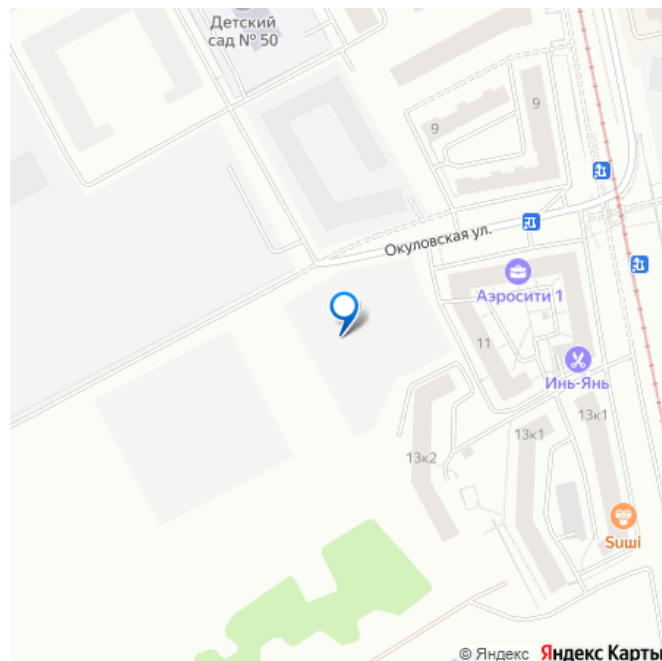 Детский
сад № 50
9
9
Окуловская ул.
Аэросити 1
11
Инь-Янь
13к2
13к1
13к1
Suши
© Яндекс Яндекс Карты